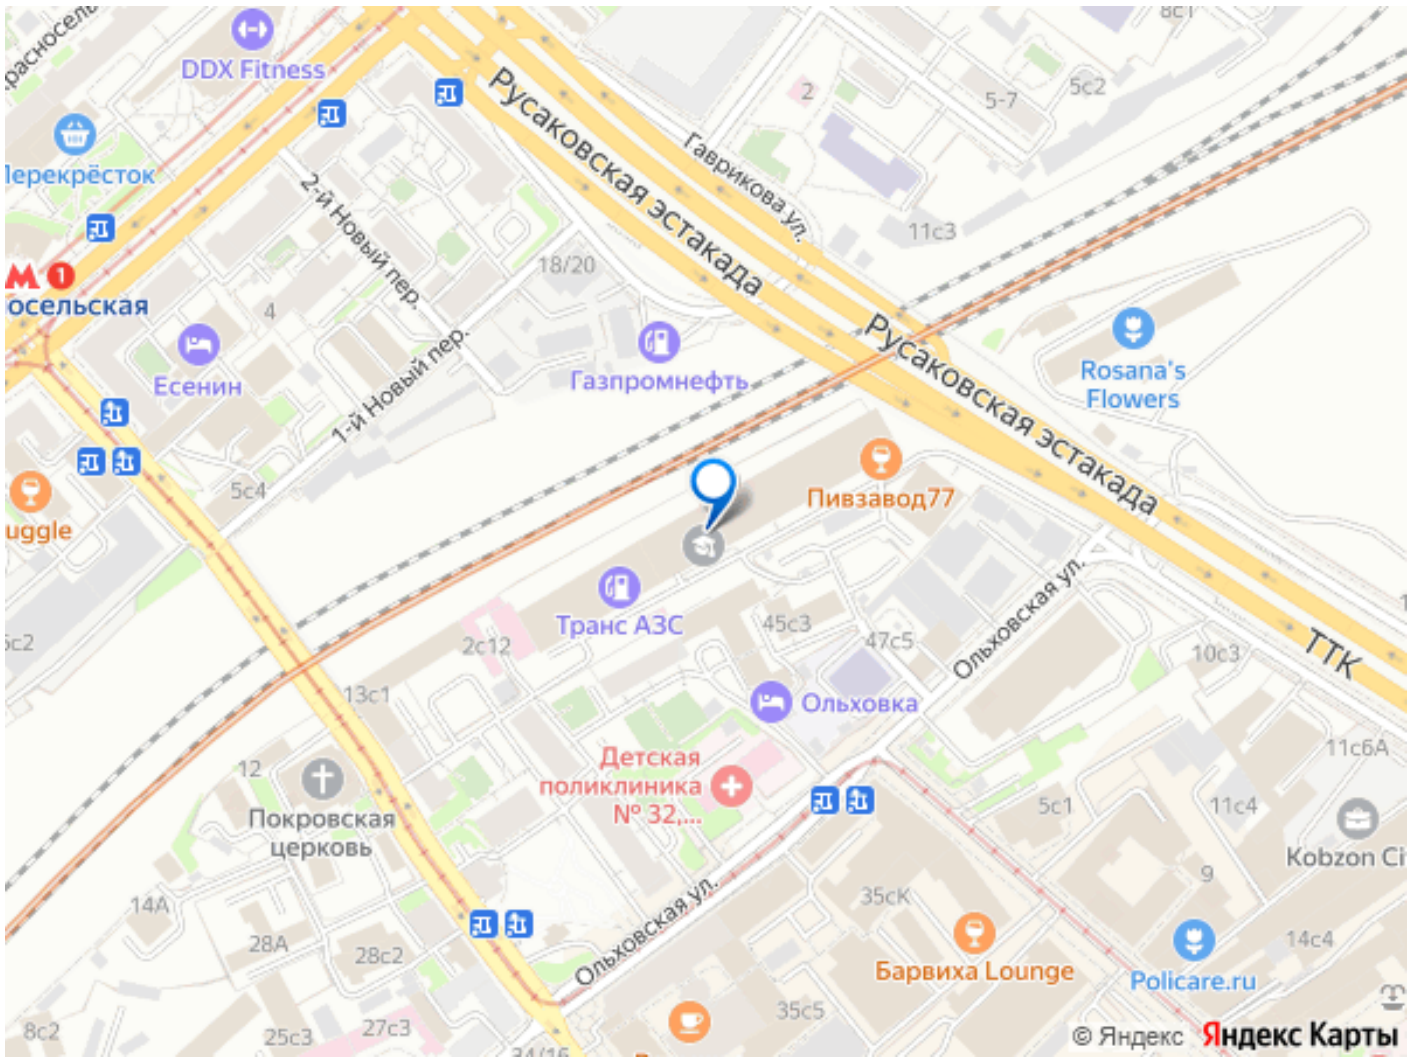 DDX Fitness
8с1
2
5-7
5с2
Русаковская эстакада
Гаврикова ул.
Перекрёсток
2-й Новый пер.
11с3
18/20
М 1
осельская
4
Есенин
1-й Новый пер.
Газпромнефть
Русаковская эстакада
Rosana's
Flowers
5с4
uggle
Пивзавод77
Транс АЗС
2с12
45с3
47с5
Ольховская ул.
10с3
ТТК
13с1
Ольховка
11с6А
12
Детская
поликлиника
№ 32,...
Покровская
церковь
5с1
11с4
Kobzon Ci
14А
28А
28с2
35сК
9
Ольховская ул.
Барвиха Lounge
14с4
Policare.ru
8с2
25с3
27с3
34/16
35с5
© Яндекс Яндекс Карты